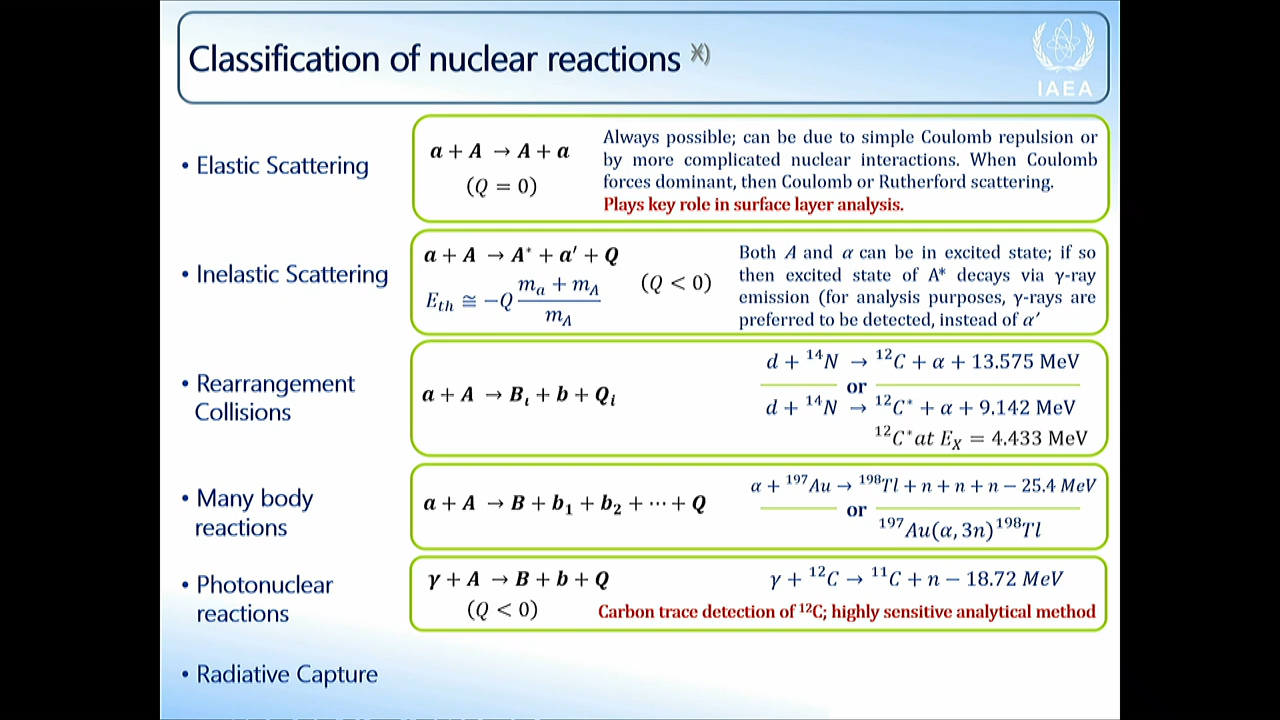 Classification of nuclear reactions ˣ⁾
IAEA
• Elastic Scattering
a + A → A + a
(Q = 0)
Always possible; can be due to simple Coulomb repulsion or
by more complicated nuclear interactions. When Coulomb
forces dominant, then Coulomb or Rutherford scattering.
Plays key role in surface layer analysis.
• Inelastic Scattering
a + A → A* + a′ + Q
E_th ≅ −Q (m_a + m_A)/m_A
(Q < 0)
Both A and α can be in excited state; if so
then excited state of A* decays via γ-ray
emission (for analysis purposes, γ-rays are
preferred to be detected, instead of α′
• Rearrangement
Collisions
a + A → B_i + b + Q_i
d + ¹⁴N → ¹²C + α + 13.575 MeV
or
d + ¹⁴N → ¹²C* + α + 9.142 MeV
¹²C* at E_X = 4.433 MeV
• Many body
reactions
a + A → B + b₁ + b₂ + ⋯ + Q
α + ¹⁹⁷Au → ¹⁹⁸Tl + n + n + n − 25.4 MeV
or
¹⁹⁷Au(α, 3n)¹⁹⁸Tl
• Photonuclear
reactions
γ + A → B + b + Q
(Q < 0)
γ + ¹²C → ¹¹C + n − 18.72 MeV
Carbon trace detection of ¹²C; highly sensitive analytical method
• Radiative Capture